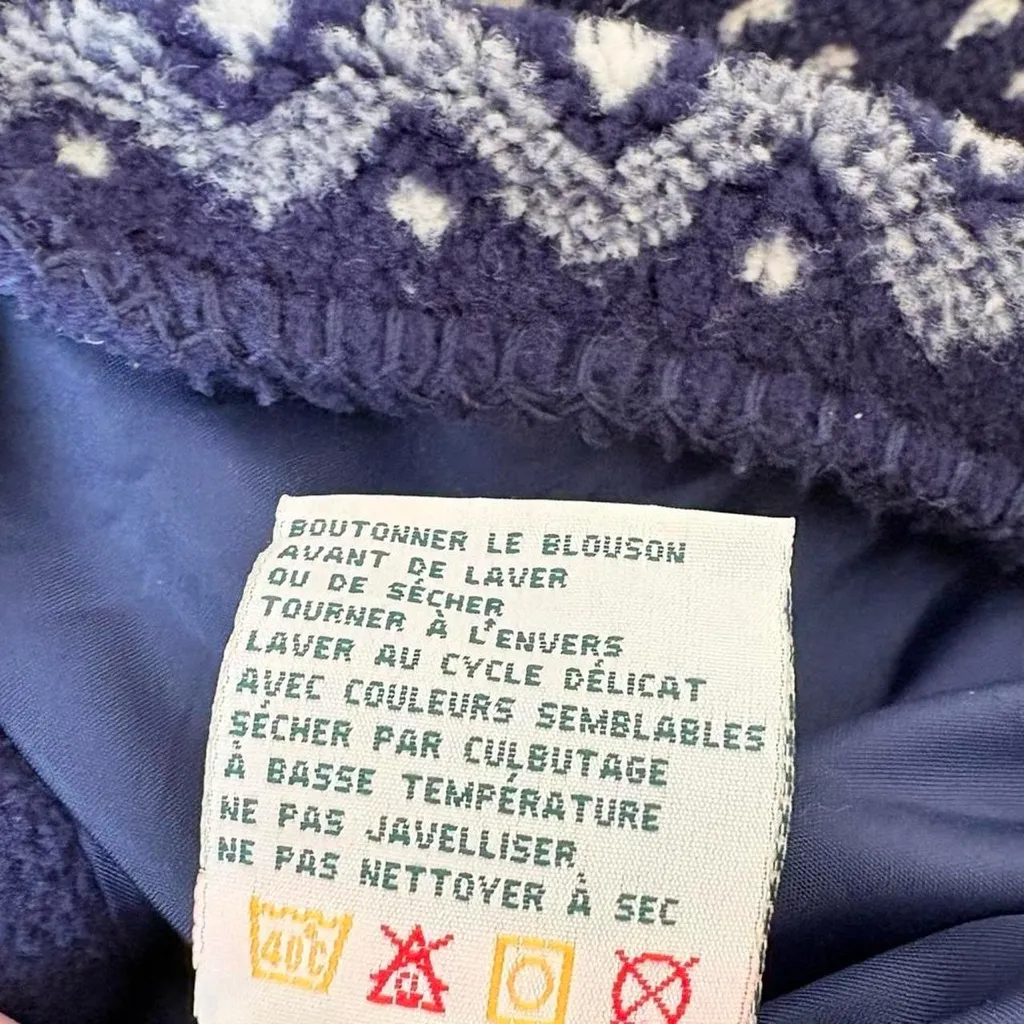 BOUTONNER LE BLOUSON
AVANT DE LAVER
OU DE SÉCHER
TOURNER À L'ENVERS
LAVER AU CYCLE DÉLICAT
AVEC COULEURS SEMBLABLES
SÉCHER PAR CULBUTAGE
À BASSE TEMPÉRATURE
NE PAS JAVELLISER
NE PAS NETTOYER À SEC
40°C CL